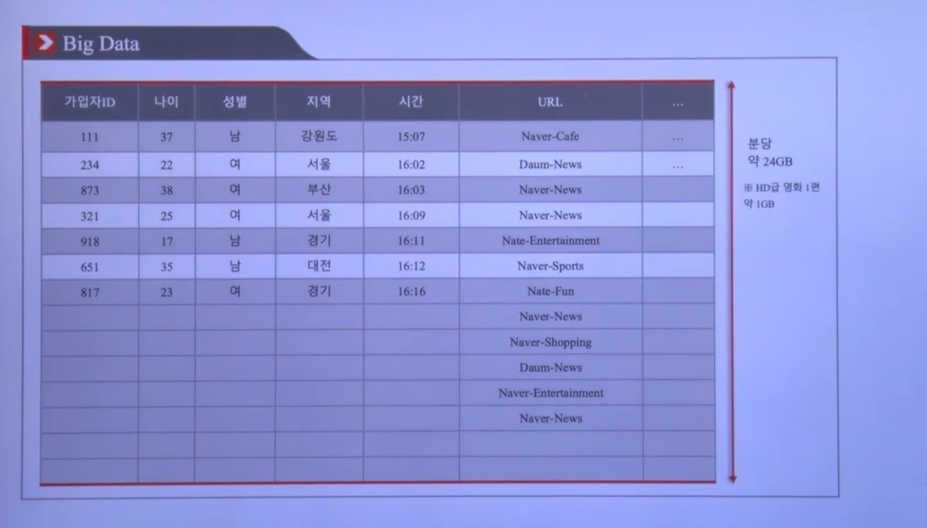 Big Data
가입자ID 나이 성별 지역 시간 URL ...
111 37 남 강원도 15:07 Naver-Cafe ...
234 22 여 서울 16:02 Daum-News ...
873 38 여 부산 16:03 Naver-News
321 25 여 서울 16:09 Naver-News
918 17 남 경기 16:11 Nate-Entertainment
651 35 남 대전 16:12 Naver-Sports
817 23 여 경기 16:16 Nate-Fun
Naver-News
Naver-Shopping
Daum-News
Naver-Entertainment
Naver-News
분당
약 24GB
※ HD급 영화 1편
약 1GB